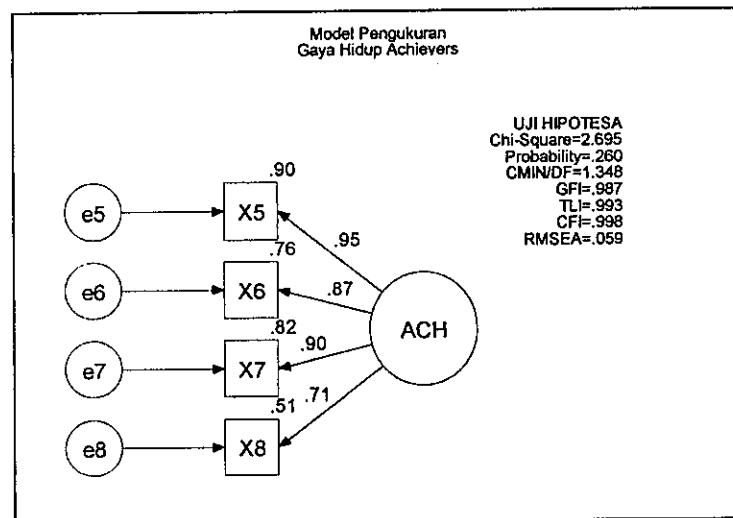 Model Pengukuran
Gaya Hidup Achievers
UJI HIPOTESA
Chi-Square=2.695
Probability=.260
CMIN/DF=1.348
GFI=.987
TLI=.993
CFI=.998
RMSEA=.059
.90
e5
X5
.95
.76
e6
X6
.87
ACH
.82
e7
X7
.90
.51
.71
e8
X8